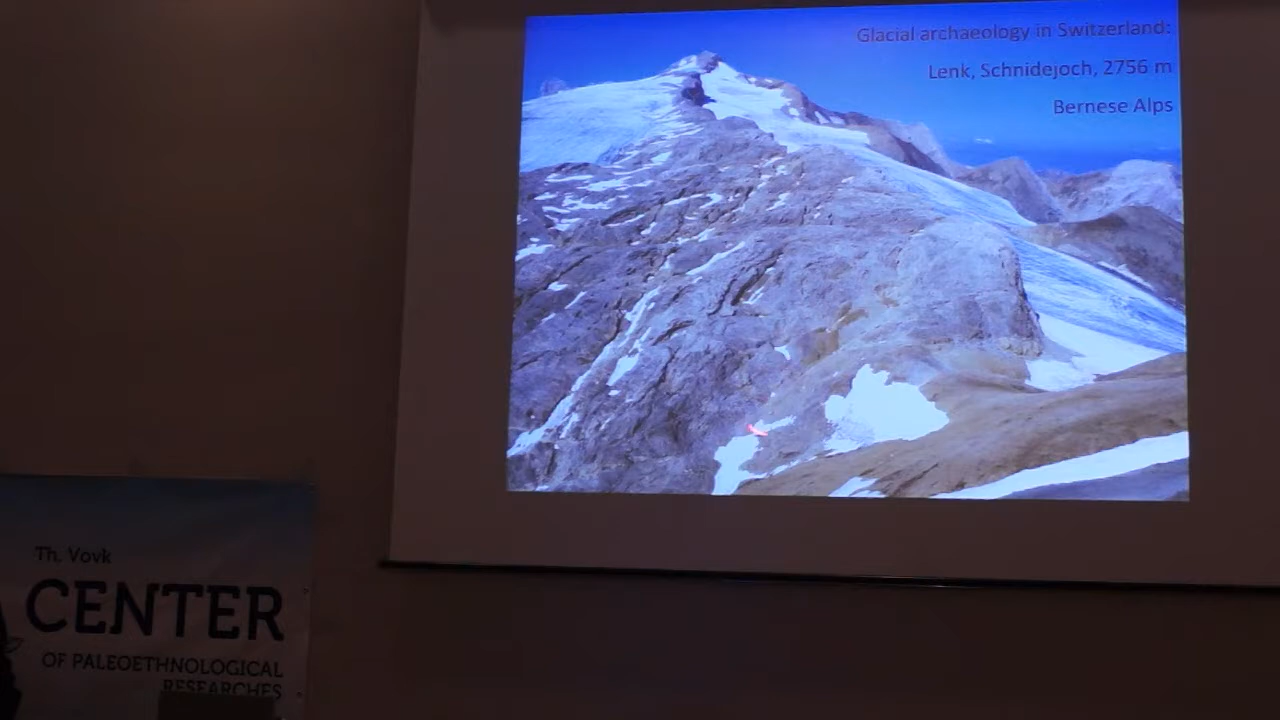 Glacial archaeology in Switzerland:
Lenk, Schnidejoch, 2756 m
Bernese Alps
Th. Vovk
CENTER
OF PALEOETHNOLOGICAL
RESEARCHES